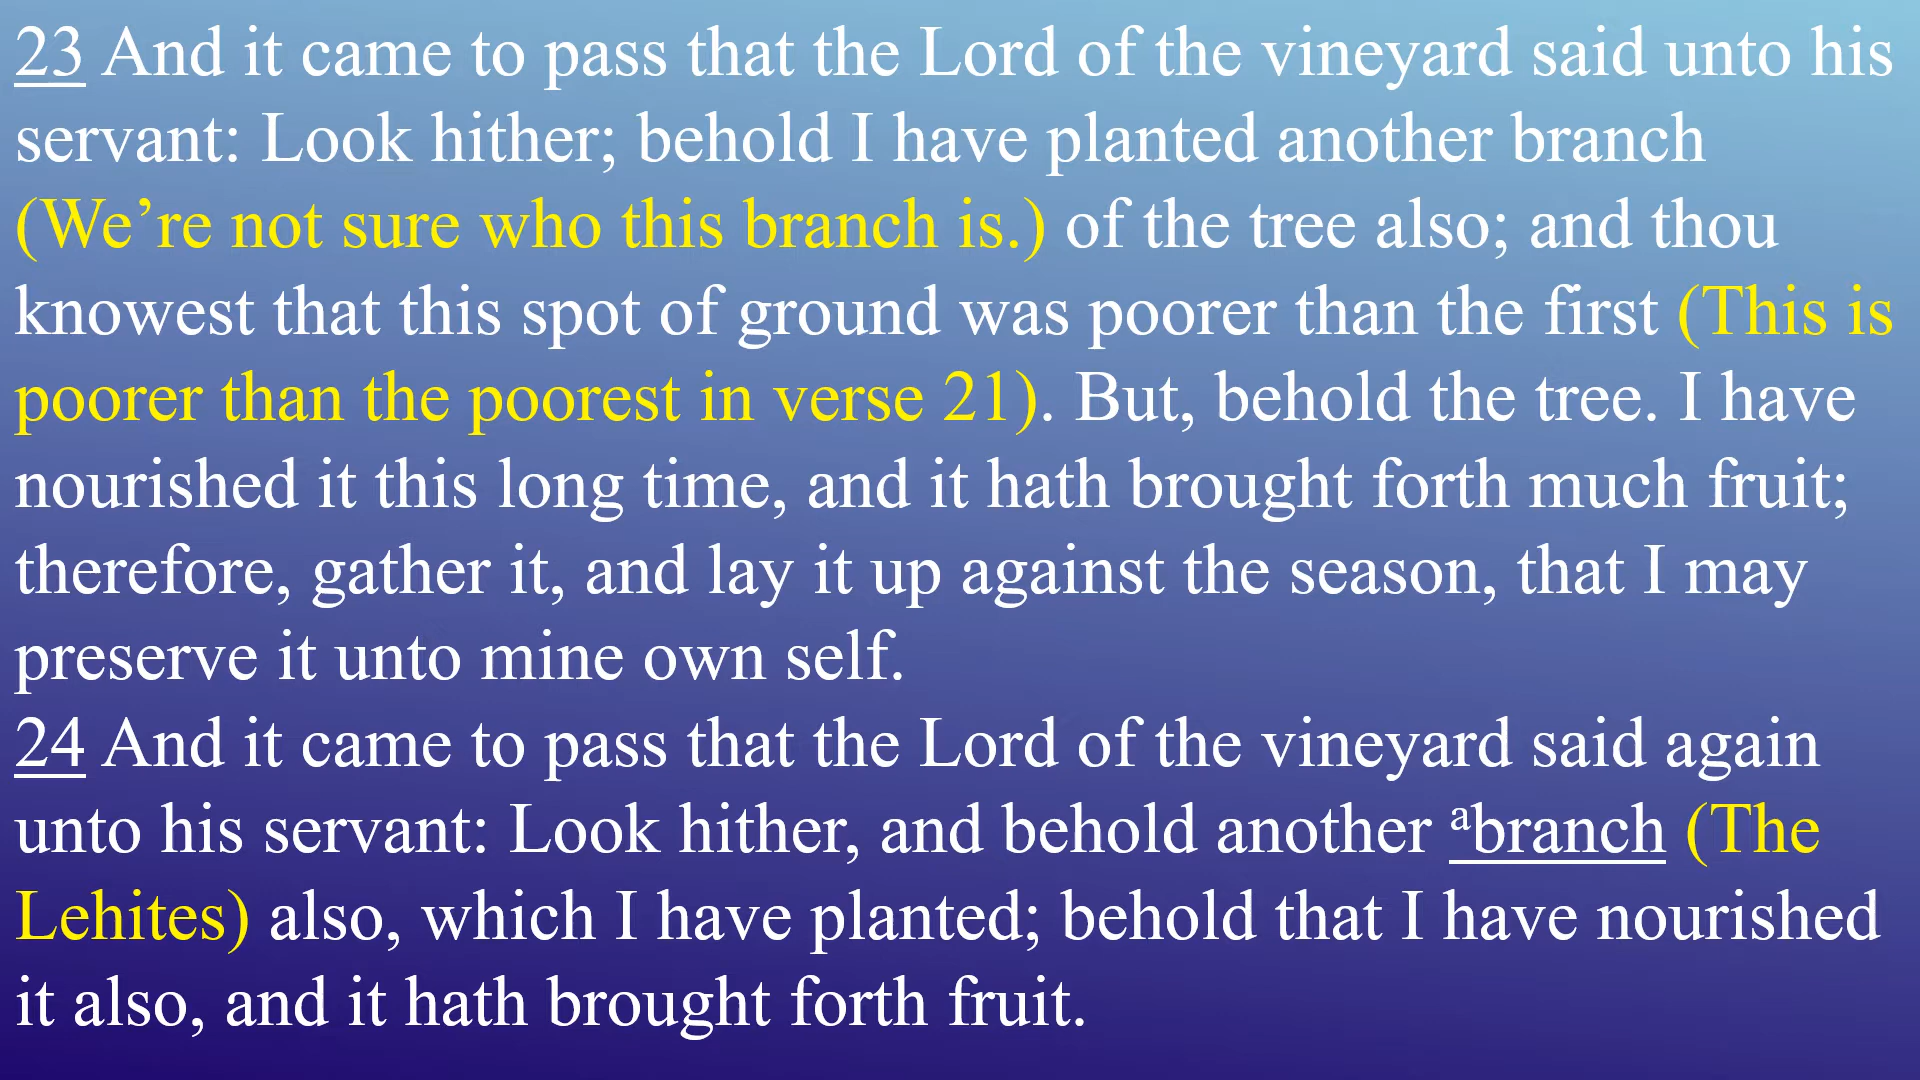 23 And it came to pass that the Lord of the vineyard said unto his
servant: Look hither; behold I have planted another branch
(We’re not sure who this branch is.) of the tree also; and thou
knowest that this spot of ground was poorer than the first (This is
poorer than the poorest in verse 21). But, behold the tree. I have
nourished it this long time, and it hath brought forth much fruit;
therefore, gather it, and lay it up against the season, that I may
preserve it unto mine own self.
24 And it came to pass that the Lord of the vineyard said again
unto his servant: Look hither, and behold another ᵃbranch (The
Lehites) also, which I have planted; behold that I have nourished
it also, and it hath brought forth fruit.